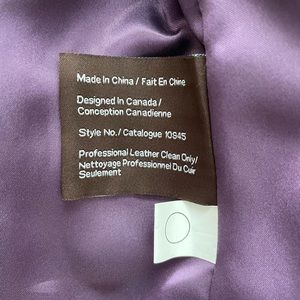 Made In China / Fait En Chine
Designed In Canada /
Conception Canadienne
Style No./ Catalogue 10S45
Professional Leather Clean Only/
Nettoyage Professionnel Du Cuir
Seulement